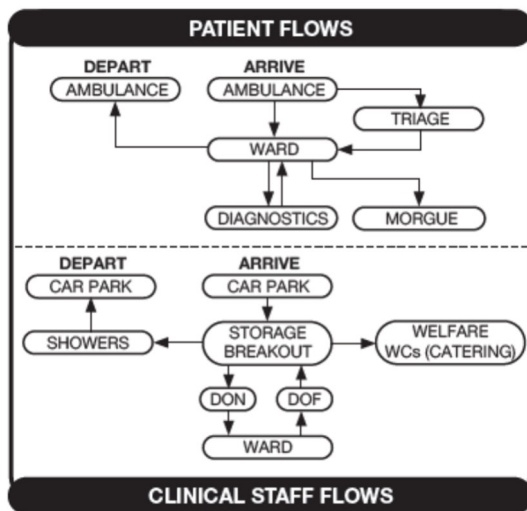 PATIENT FLOWS
DEPART
ARRIVE
AMBULANCE
AMBULANCE
TRIAGE
WARD
DIAGNOSTICS
MORGUE
DEPART
ARRIVE
CAR PARK
CAR PARK
SHOWERS
STORAGE
BREAKOUT
WELFARE
WCs (CATERING)
DON
DOF
WARD
CLINICAL STAFF FLOWS